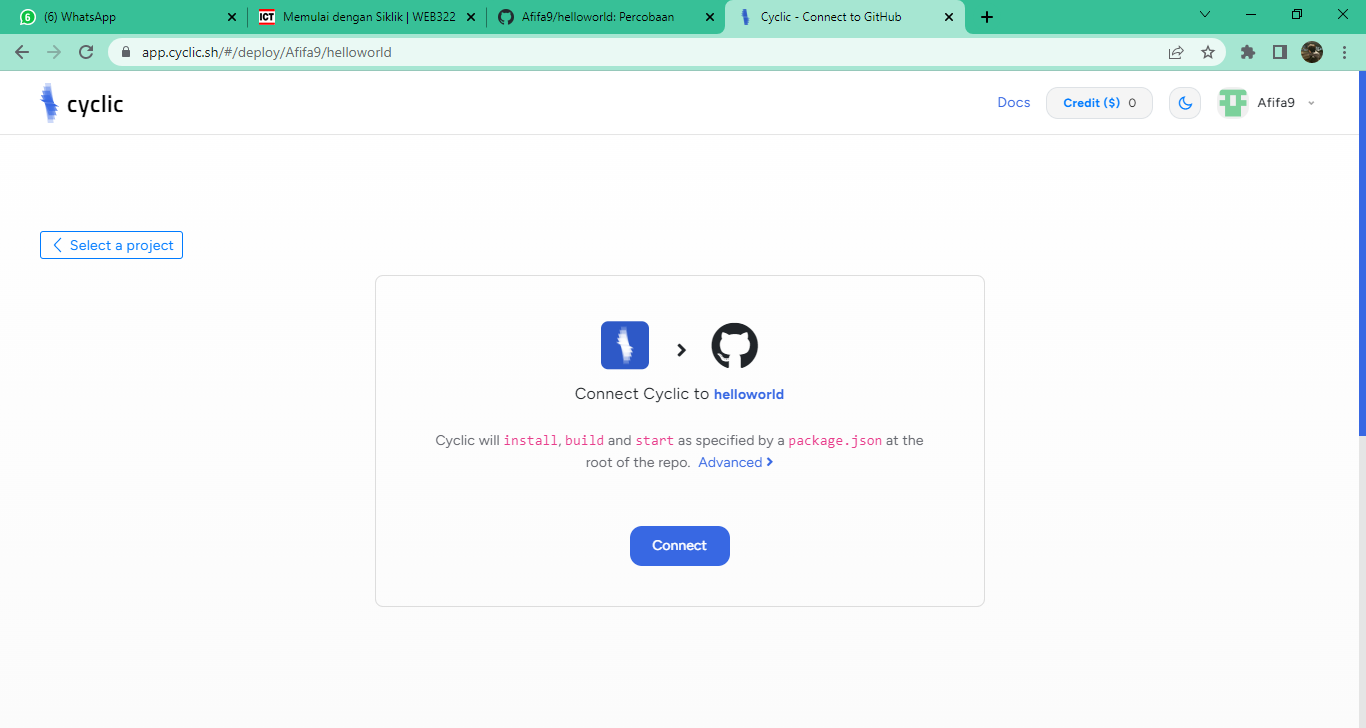 6 (6) WhatsApp
ICT Memulai dengan Siklik | WEB322
Afifa9/helloworld: Percobaan
Cyclic - Connect to GitHub
app.cyclic.sh/#/deploy/Afifa9/helloworld
cyclic
Docs
Credit ($) 0
Afifa9
Select a project
Connect Cyclic to helloworld
Cyclic will install, build and start as specified by a package.json at the
root of the repo. Advanced
Connect